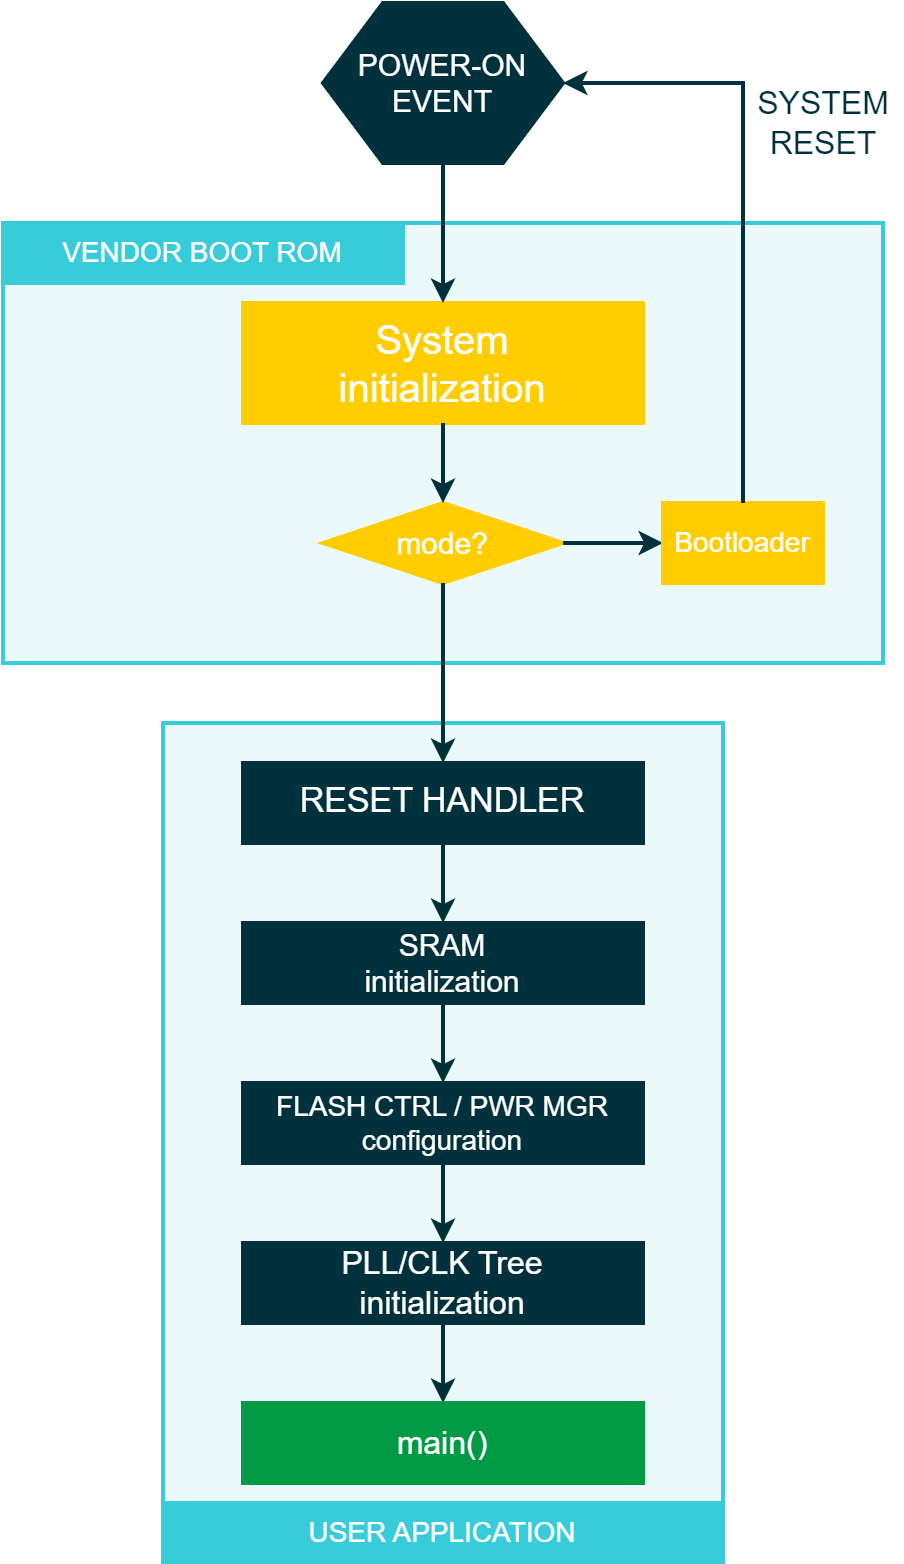 POWER-ON
EVENT
SYSTEM
RESET
VENDOR BOOT ROM
System
initialization
mode?
Bootloader
RESET HANDLER
SRAM
initialization
FLASH CTRL / PWR MGR
configuration
PLL/CLK Tree
initialization
main()
USER APPLICATION